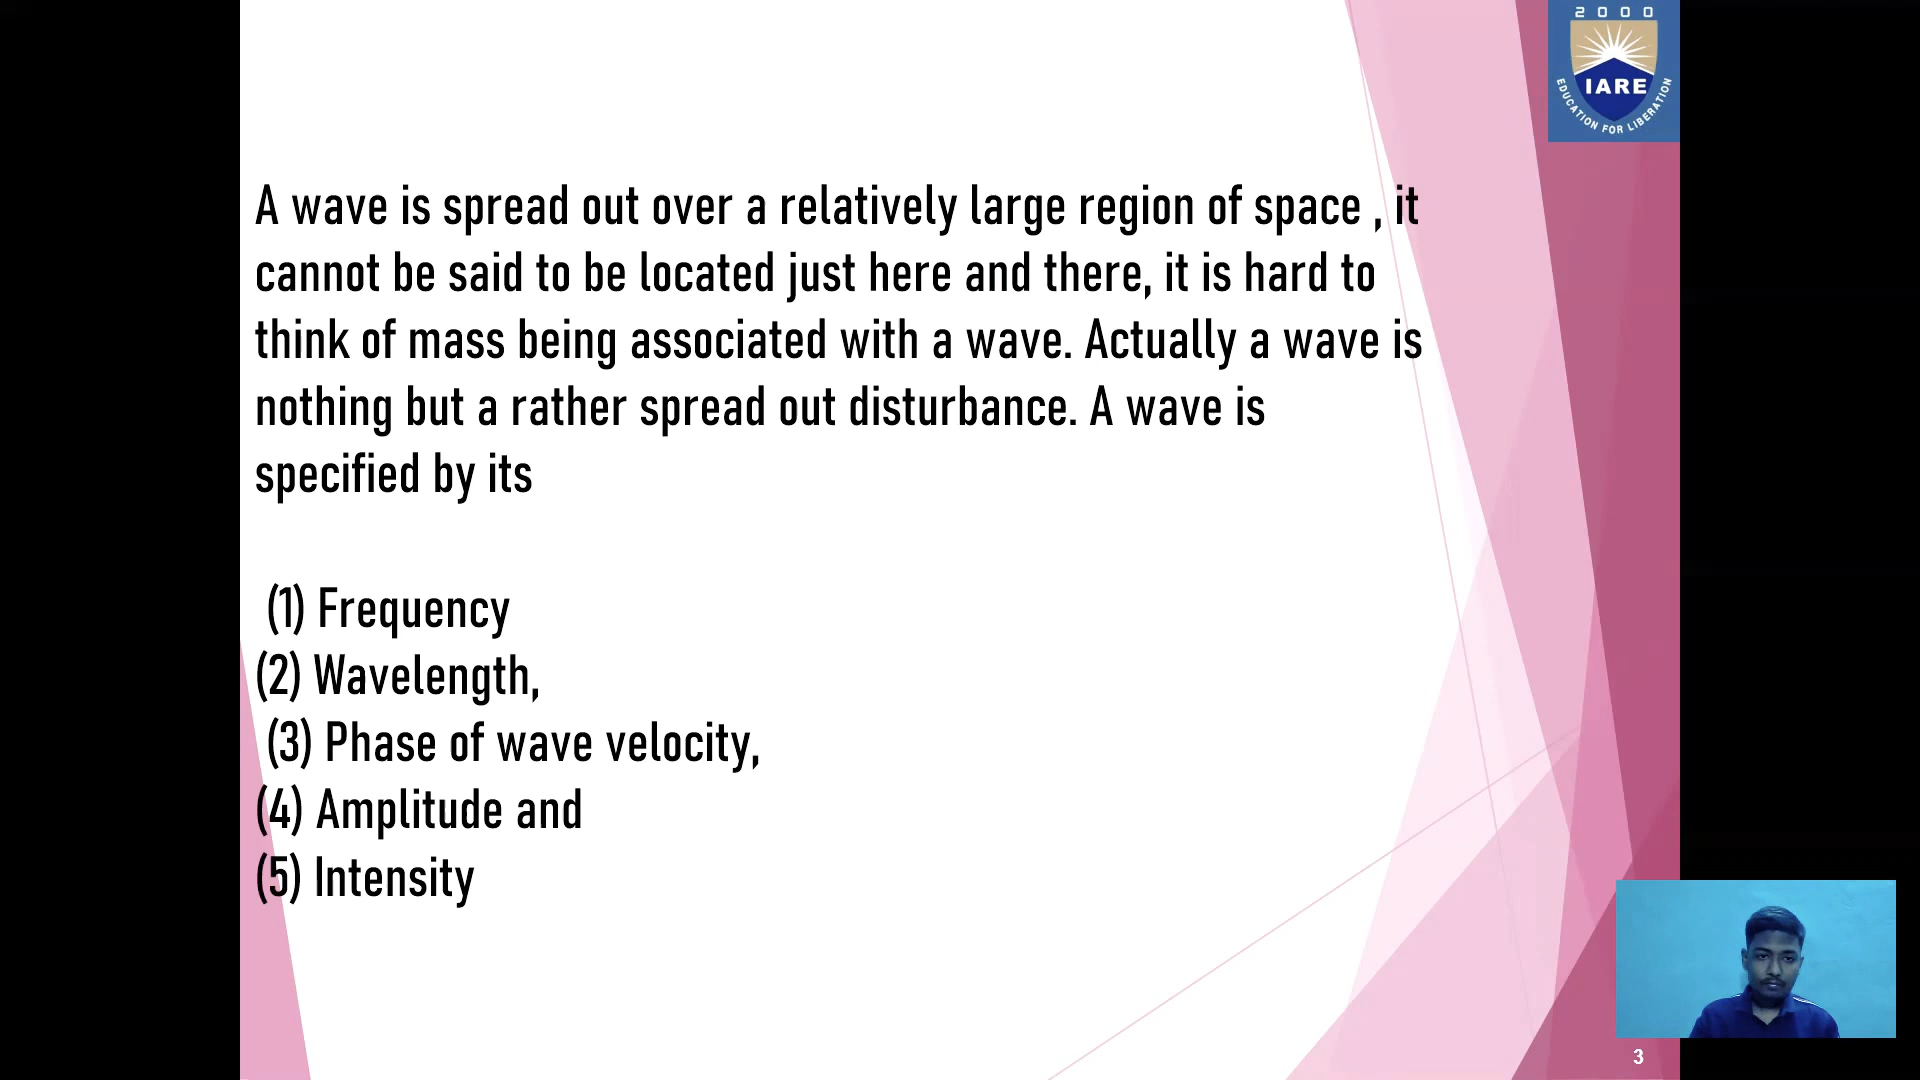 2000
IARE
EDUCATION FOR LIBERATION
A wave is spread out over a relatively large region of space , it
cannot be said to be located just here and there, it is hard to
think of mass being associated with a wave. Actually a wave is
nothing but a rather spread out disturbance. A wave is
specified by its
(1) Frequency
(2) Wavelength,
(3) Phase of wave velocity,
(4) Amplitude and
(5) Intensity
3